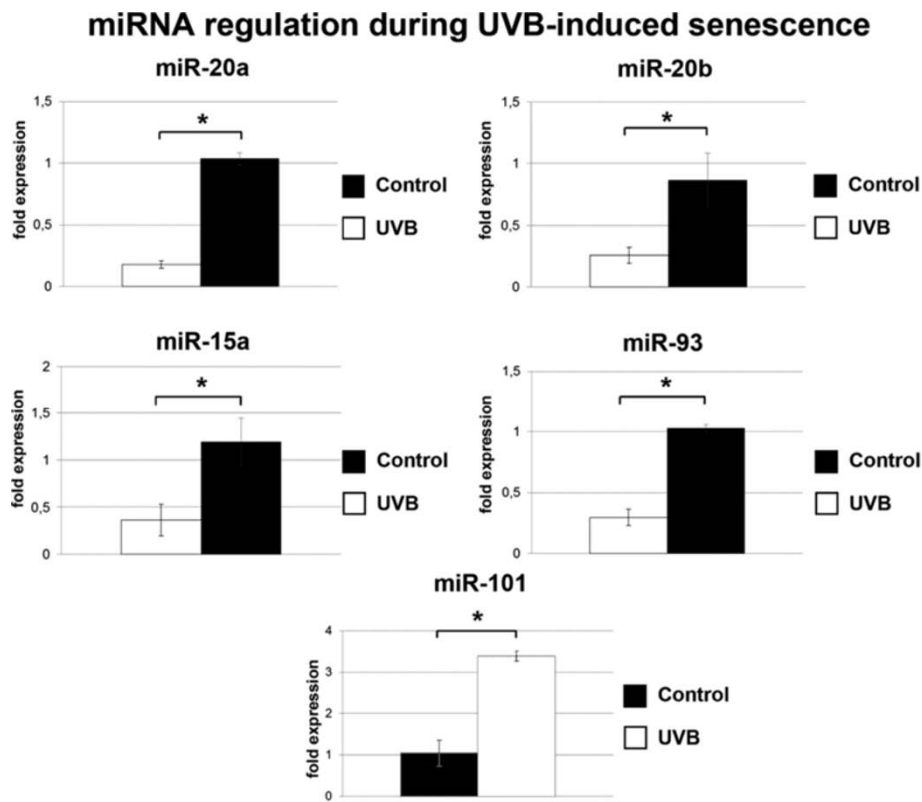 miRNA regulation during UVB-induced senescence
miR-20a
1,5
1
0,5
0
fold expression
*
Control
UVB
miR-20b
1,5
1
0,5
0
fold expression
*
Control
UVB
miR-15a
2
1,5
1
0,5
0
fold expression
*
Control
UVB
miR-93
1,5
1
0,5
0
fold expression
*
Control
UVB
miR-101
4
3
2
1
0
fold expression
*
Control
UVB